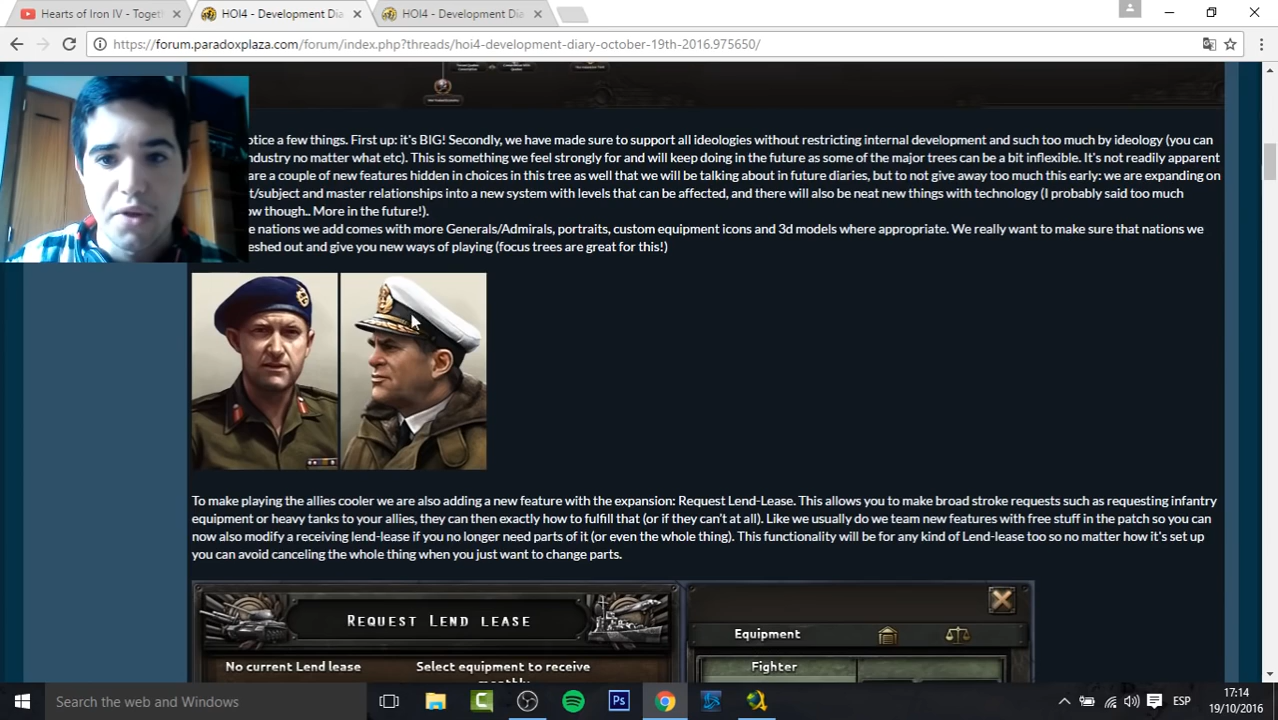 Hearts of Iron IV - Togeth
HOI4 - Development Dia
HOI4 - Development Dia
https://forum.paradoxplaza.com/forum/index.php?threads/hoi4-development-diary-october-19th-2016.975650/
otice a few things. First up: it's BIG! Secondly, we have made sure to support all ideologies without restricting internal development and such too much by ideology (you can
ndustry no matter what etc). This is something we feel strongly for and will keep doing in the future as some of the major trees can be a bit inflexible. It's not readily apparent
are a couple of new features hidden in choices in this tree as well that we will be talking about in future diaries, but to not give away too much this early: we are expanding on
t/subject and master relationships into a new system with levels that can be affected, and there will also be neat new things with technology (I probably said too much
ow though.. More in the future!).
e nations we add comes with more Generals/Admirals, portraits, custom equipment icons and 3d models where appropriate. We really want to make sure that nations we
eshed out and give you new ways of playing (focus trees are great for this!)
To make playing the allies cooler we are also adding a new feature with the expansion: Request Lend-Lease. This allows you to make broad stroke requests such as requesting infantry
equipment or heavy tanks to your allies, they can then exactly how to fulfill that (or if they can't at all). Like we usually do we team new features with free stuff in the patch so you can
now also modify a receiving lend-lease if you no longer need parts of it (or even the whole thing). This functionality will be for any kind of Lend-lease too so no matter how it's set up
you can avoid canceling the whole thing when you just want to change parts.
REQUEST LEND LEASE
No current Lend lease
Select equipment to receive
monthly
Equipment
Fighter
Search the web and Windows
Ps
ESP
17:14
19/10/2016